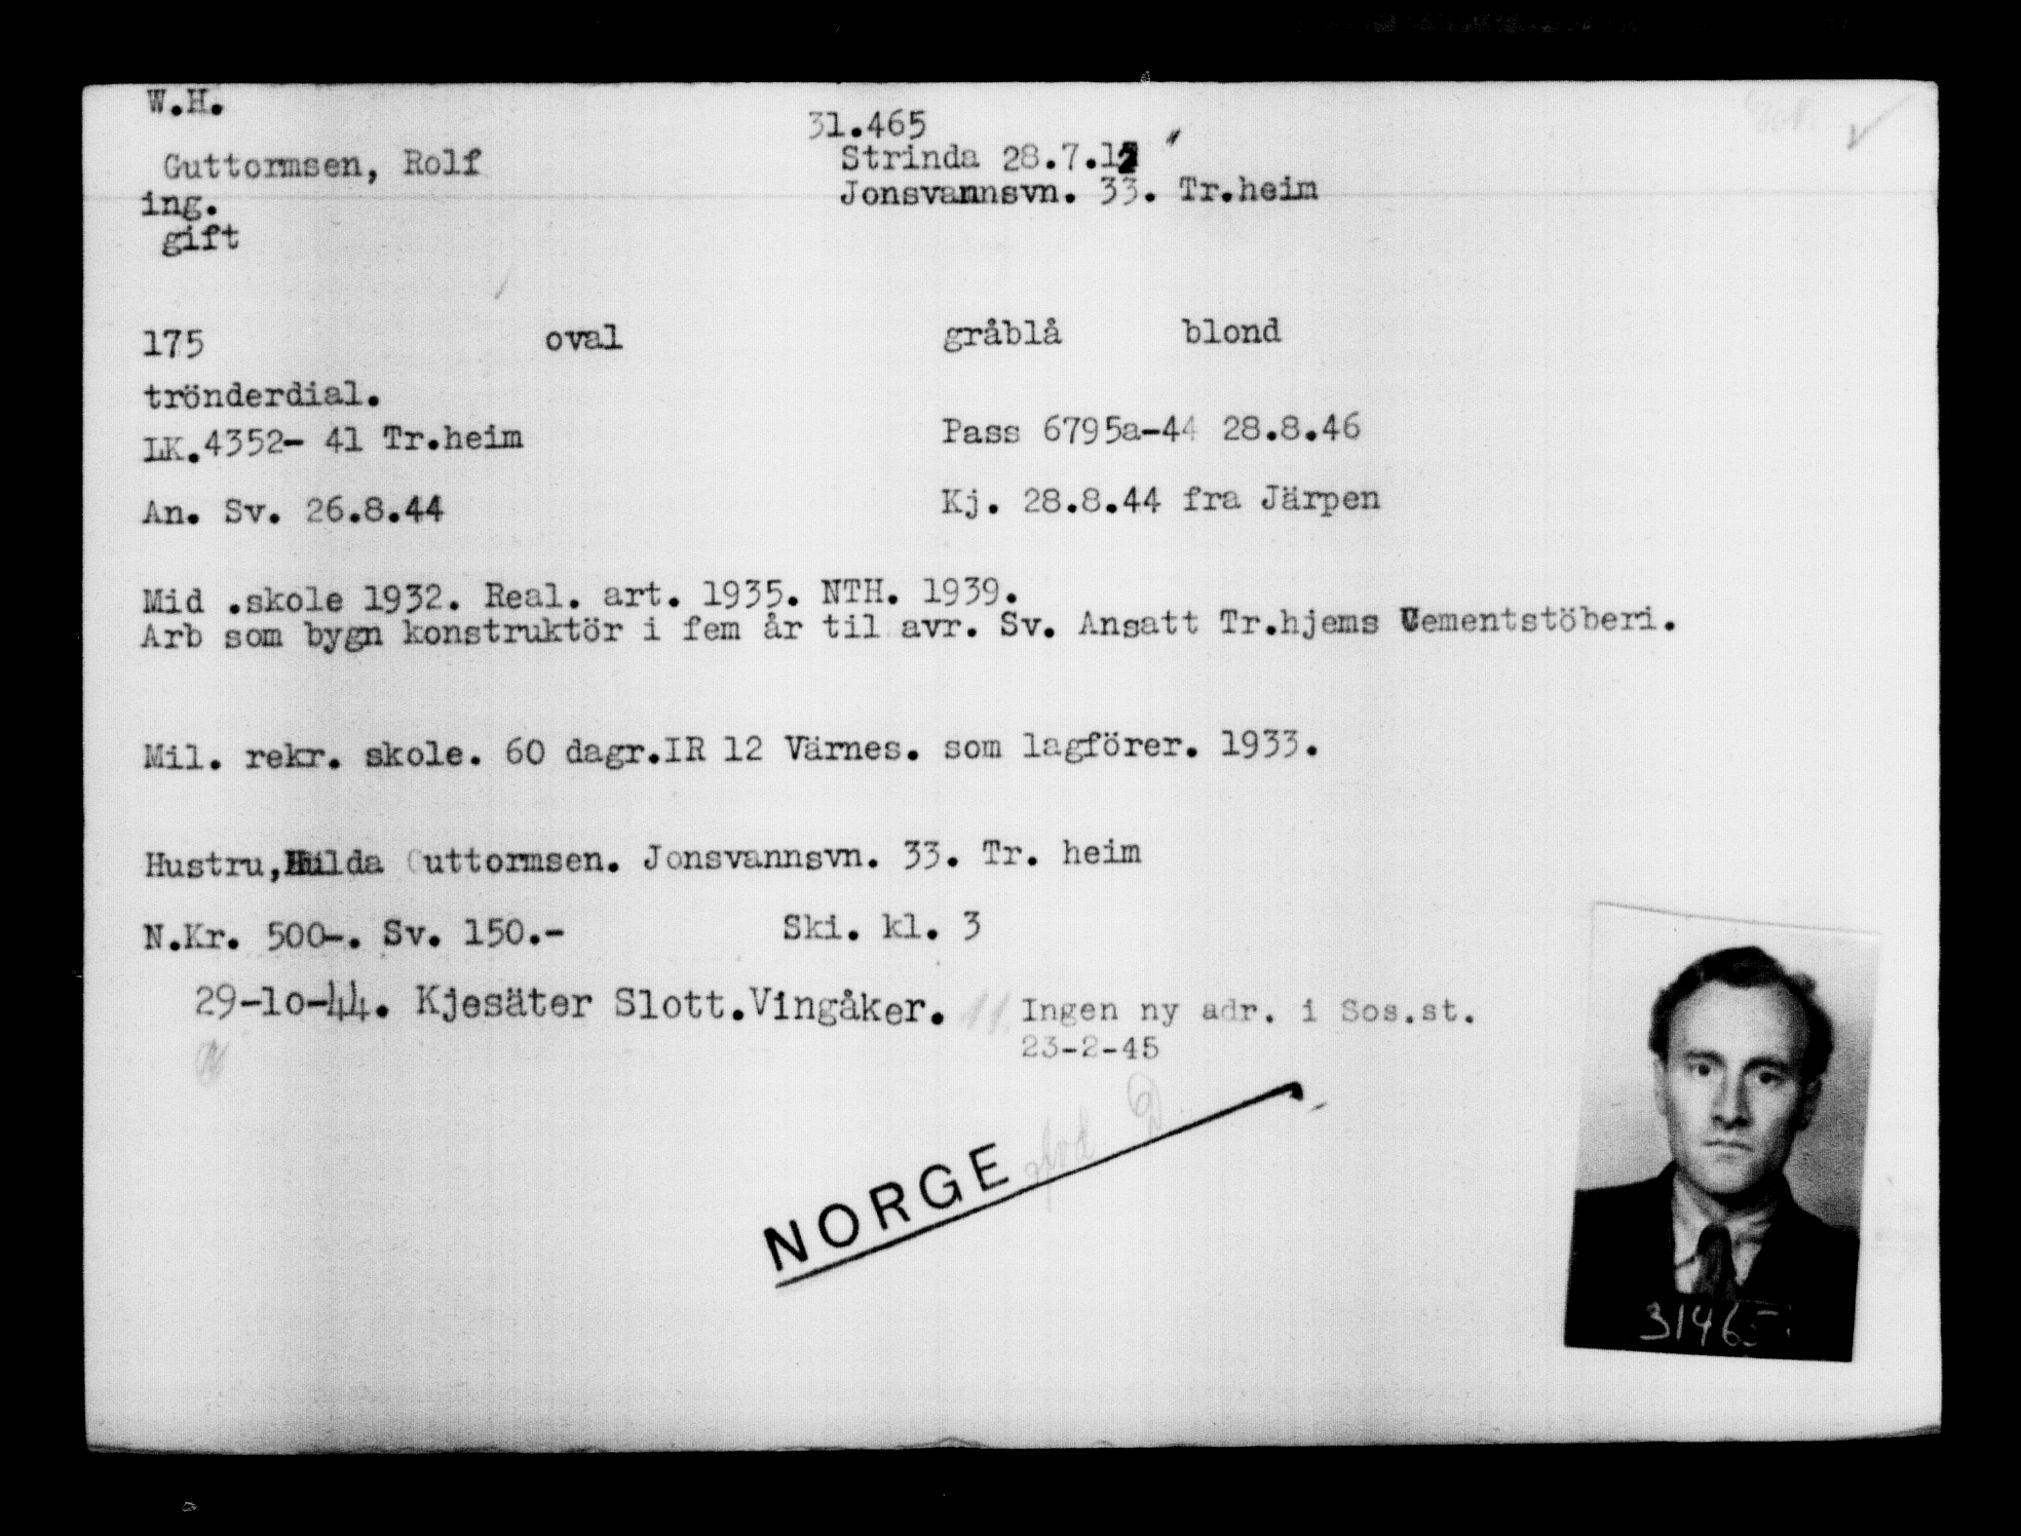 W.H.
31.465
Guttormsen, Rolf
Strinda 28.7.12
ing.
Jonsvannsvn. 33. Tr.heim
gift
175 oval gråblå blond
trönderdial.
LK.4352- 41 Tr.heim
Pass 6795a-44 28.8.46
An. Sv. 26.8.44
Kj. 28.8.44 fra Järpen
Mid .skole 1932. Real. art. 1935. NTH. 1939.
Arb som bygn konstruktör i fem år til avr. Sv. Ansatt Tr.hjems Cementstöberi.
Mil. rekr. skole. 60 dagr.IR 12 Värnes. som lagförer. 1933.
Hustru, Hilda Guttormsen. Jonsvannsvn. 33. Tr. heim
N.Kr. 500-. Sv. 150.- Ski. kl. 3
29-10-44. Kjesäter Slott.Vingåker.
Ingen ny adr. i Sos.st.
23-2-45
NORGE
31465